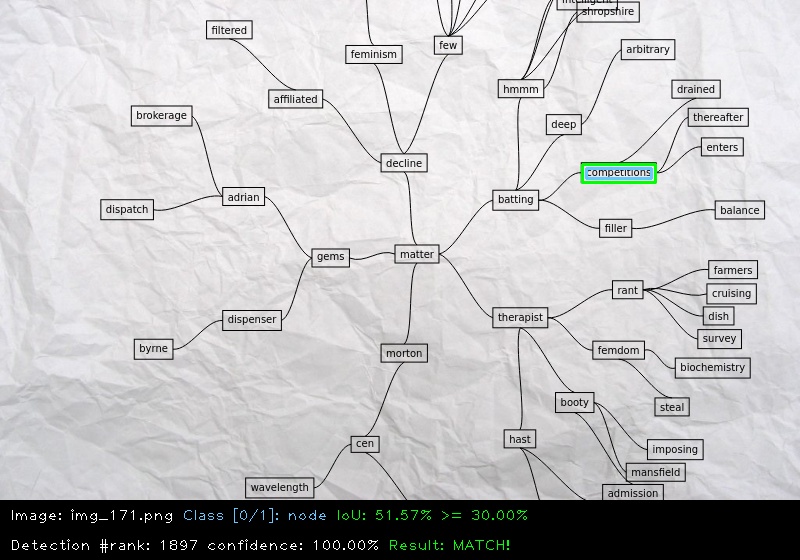 intelligent
shropshire
filtered
few
arbitrary
feminism
hmmm
drained
affiliated
brokerage
thereafter
deep
enters
decline
competitions
adrian
batting
dispatch
balance
filler
matter
gems
farmers
rant
cruising
dispenser
therapist
dish
survey
byrne
morton
femdom
biochemistry
booty
steal
hast
cen
imposing
mansfield
wavelength
admission
Image: img_171.png Class [0/1]: node IoU: 51.57% >= 30.00%
Detection #rank: 1897 confidence: 100.00% Result: MATCH!